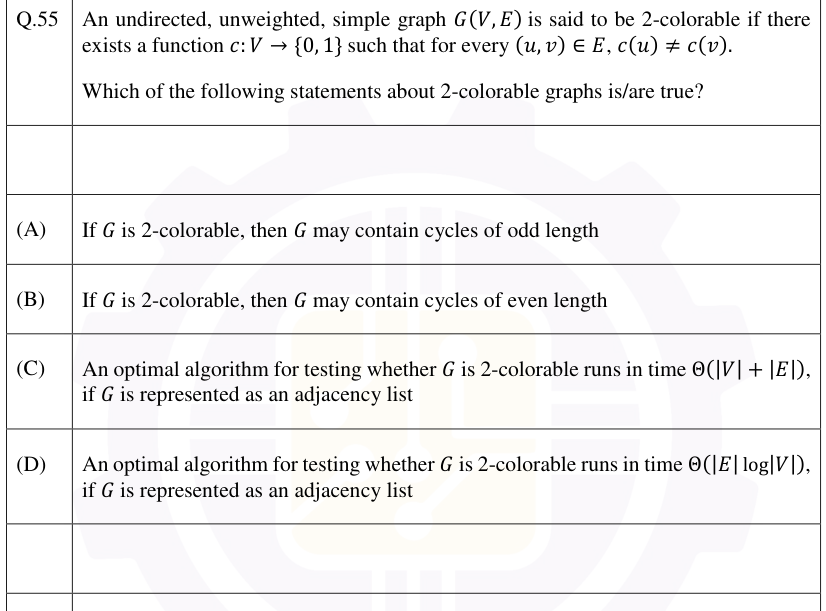 Q.55 An undirected, unweighted, simple graph G(V, E) is said to be 2-colorable if there
exists a function c: V → {0, 1} such that for every (u, v) ∈ E, c(u) ≠ c(v).
Which of the following statements about 2-colorable graphs is/are true?
(A) If G is 2-colorable, then G may contain cycles of odd length
(B) If G is 2-colorable, then G may contain cycles of even length
(C) An optimal algorithm for testing whether G is 2-colorable runs in time Θ(|V| + |E|),
if G is represented as an adjacency list
(D) An optimal algorithm for testing whether G is 2-colorable runs in time Θ(|E| log|V|),
if G is represented as an adjacency list